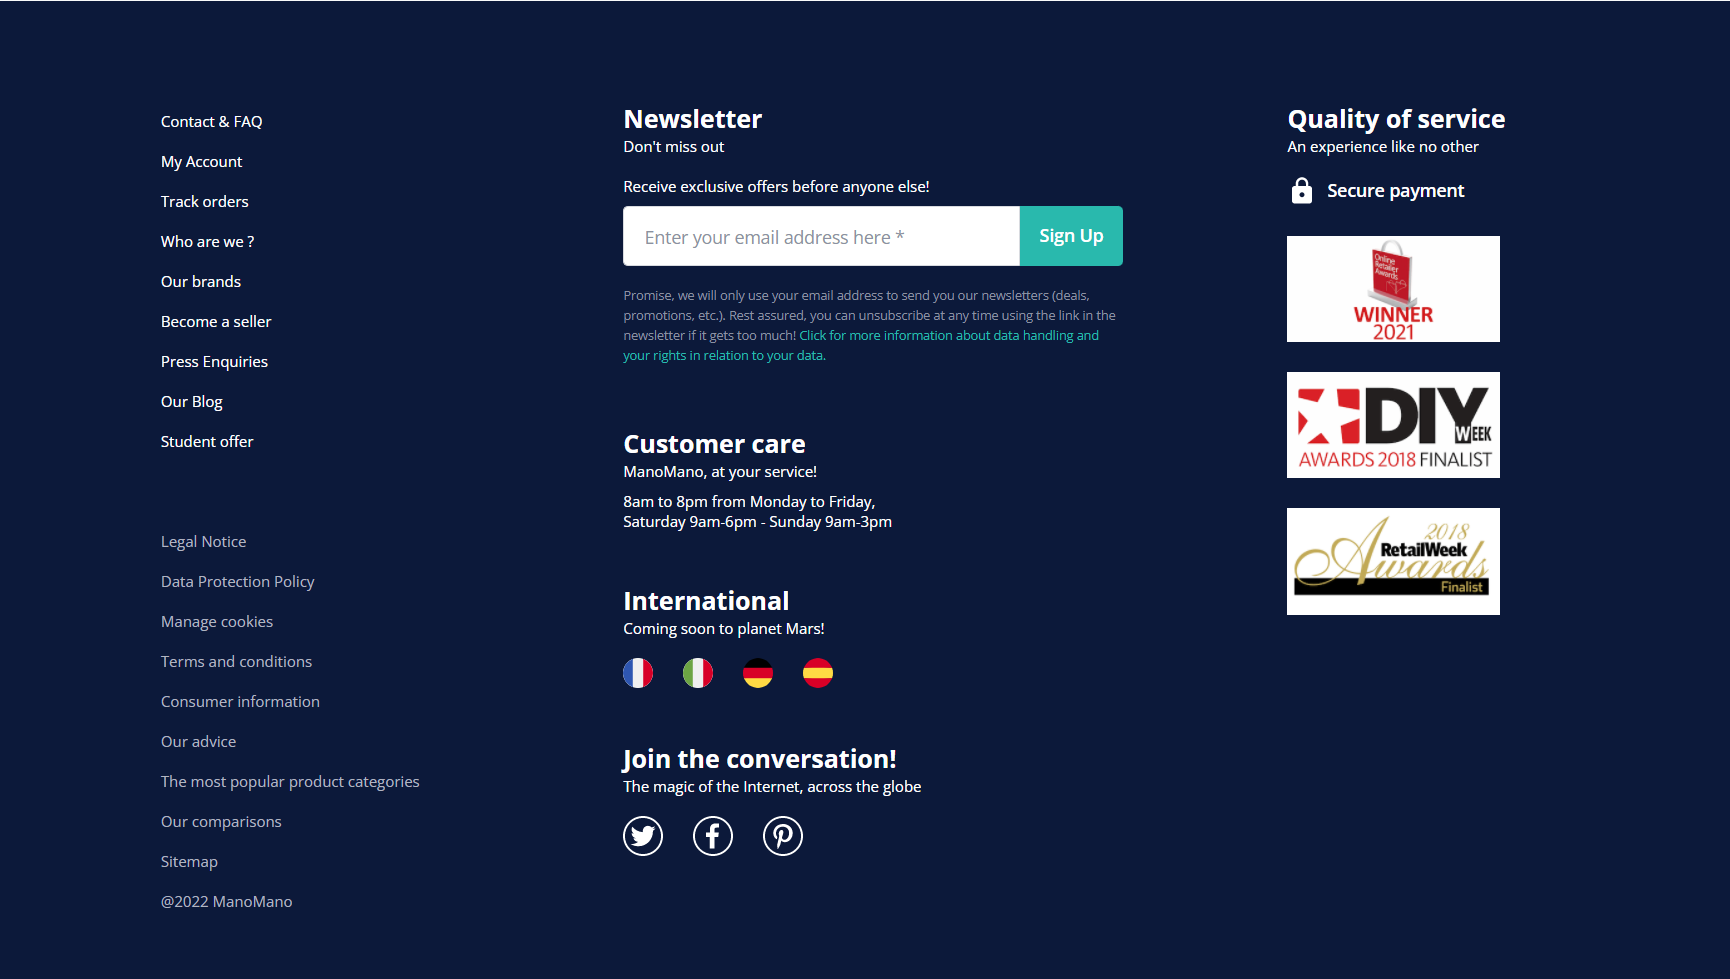 Contact & FAQ
My Account
Track orders
Who are we ?
Our brands
Become a seller
Press Enquiries
Our Blog
Student offer
Legal Notice
Data Protection Policy
Manage cookies
Terms and conditions
Consumer information
Our advice
The most popular product categories
Our comparisons
Sitemap
@2022 ManoMano
Newsletter
Don't miss out
Receive exclusive offers before anyone else!
Enter your email address here *
Sign Up
Promise, we will only use your email address to send you our newsletters (deals,
promotions, etc.). Rest assured, you can unsubscribe at any time using the link in the
newsletter if it gets too much! Click for more information about data handling and
your rights in relation to your data.
Customer care
ManoMano, at your service!
8am to 8pm from Monday to Friday,
Saturday 9am-6pm - Sunday 9am-3pm
International
Coming soon to planet Mars!
Join the conversation!
The magic of the Internet, across the globe
Quality of service
An experience like no other
Secure payment
Online
Retailer
Awards
WINNER
2021
DIY
WEEK
AWARDS 2018 FINALIST
2018
RetailWeek
Awards
Finalist